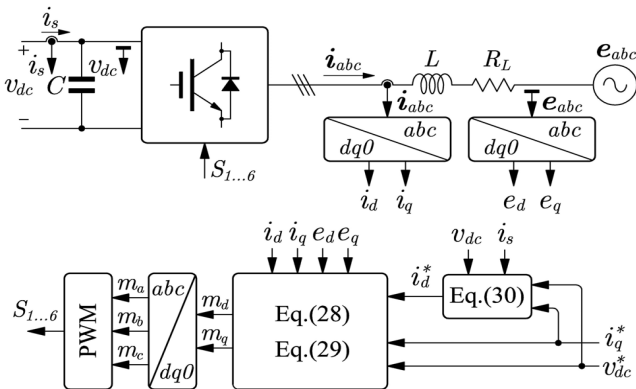 i_s
i_abc
L
R_L
e_abc
+
i_s
v_dc
v_dc
C
−
i_abc
e_abc
abc
dq0
abc
dq0
S_1...6
i_d
i_q
e_d
e_q
i_d
i_q
e_d
e_q
v_dc
i_s
i_d^*
Eq.(30)
S_1...6
PWM
m_a
m_b
m_c
abc
dq0
m_d
m_q
Eq.(28)
Eq.(29)
i_q^*
v_dc^*